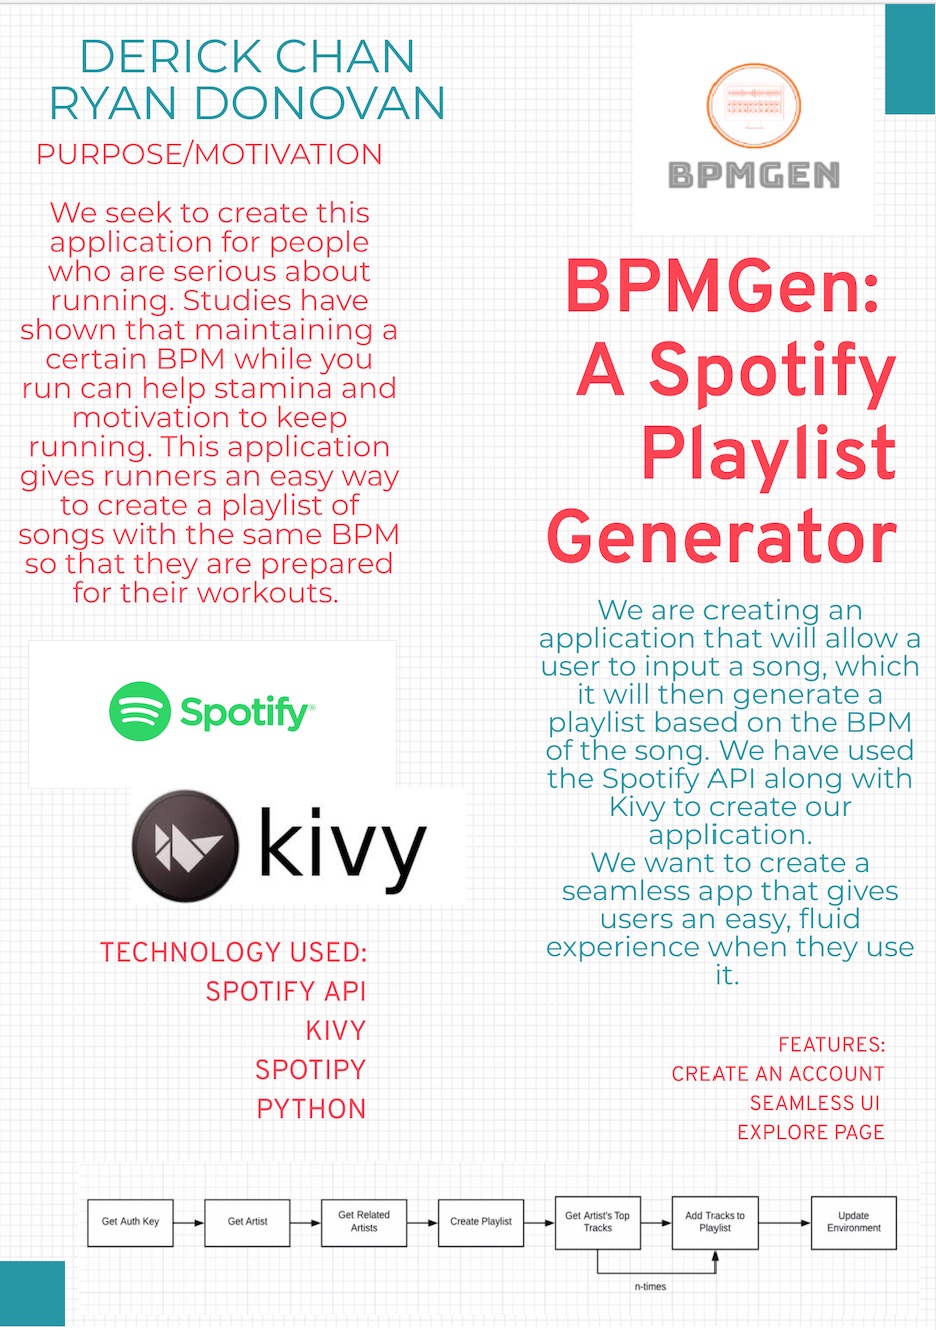 DERICK CHAN
RYAN DONOVAN
PURPOSE/MOTIVATION
We seek to create this
application for people
who are serious about
running. Studies have
shown that maintaining a
certain BPM while you
run can help stamina and
motivation to keep
running. This application
gives runners an easy way
to create a playlist of
songs with the same BPM
so that they are prepared
for their workouts.
Spotify®
kivy
TECHNOLOGY USED:
SPOTIFY API
KIVY
SPOTIPY
PYTHON
BPMGEN
BPMGen:
A Spotify
Playlist
Generator
We are creating an
application that will allow a
user to input a song, which
it will then generate a
playlist based on the BPM
of the song. We have used
the Spotify API along with
Kivy to create our
application.
We want to create a
seamless app that gives
users an easy, fluid
experience when they use
it.
FEATURES:
CREATE AN ACCOUNT
SEAMLESS UI
EXPLORE PAGE
Get Auth Key
Get Artist
Get Related
Artists
Create Playlist
Get Artist's Top
Tracks
Add Tracks to
Playlist
Update
Environment
n-times